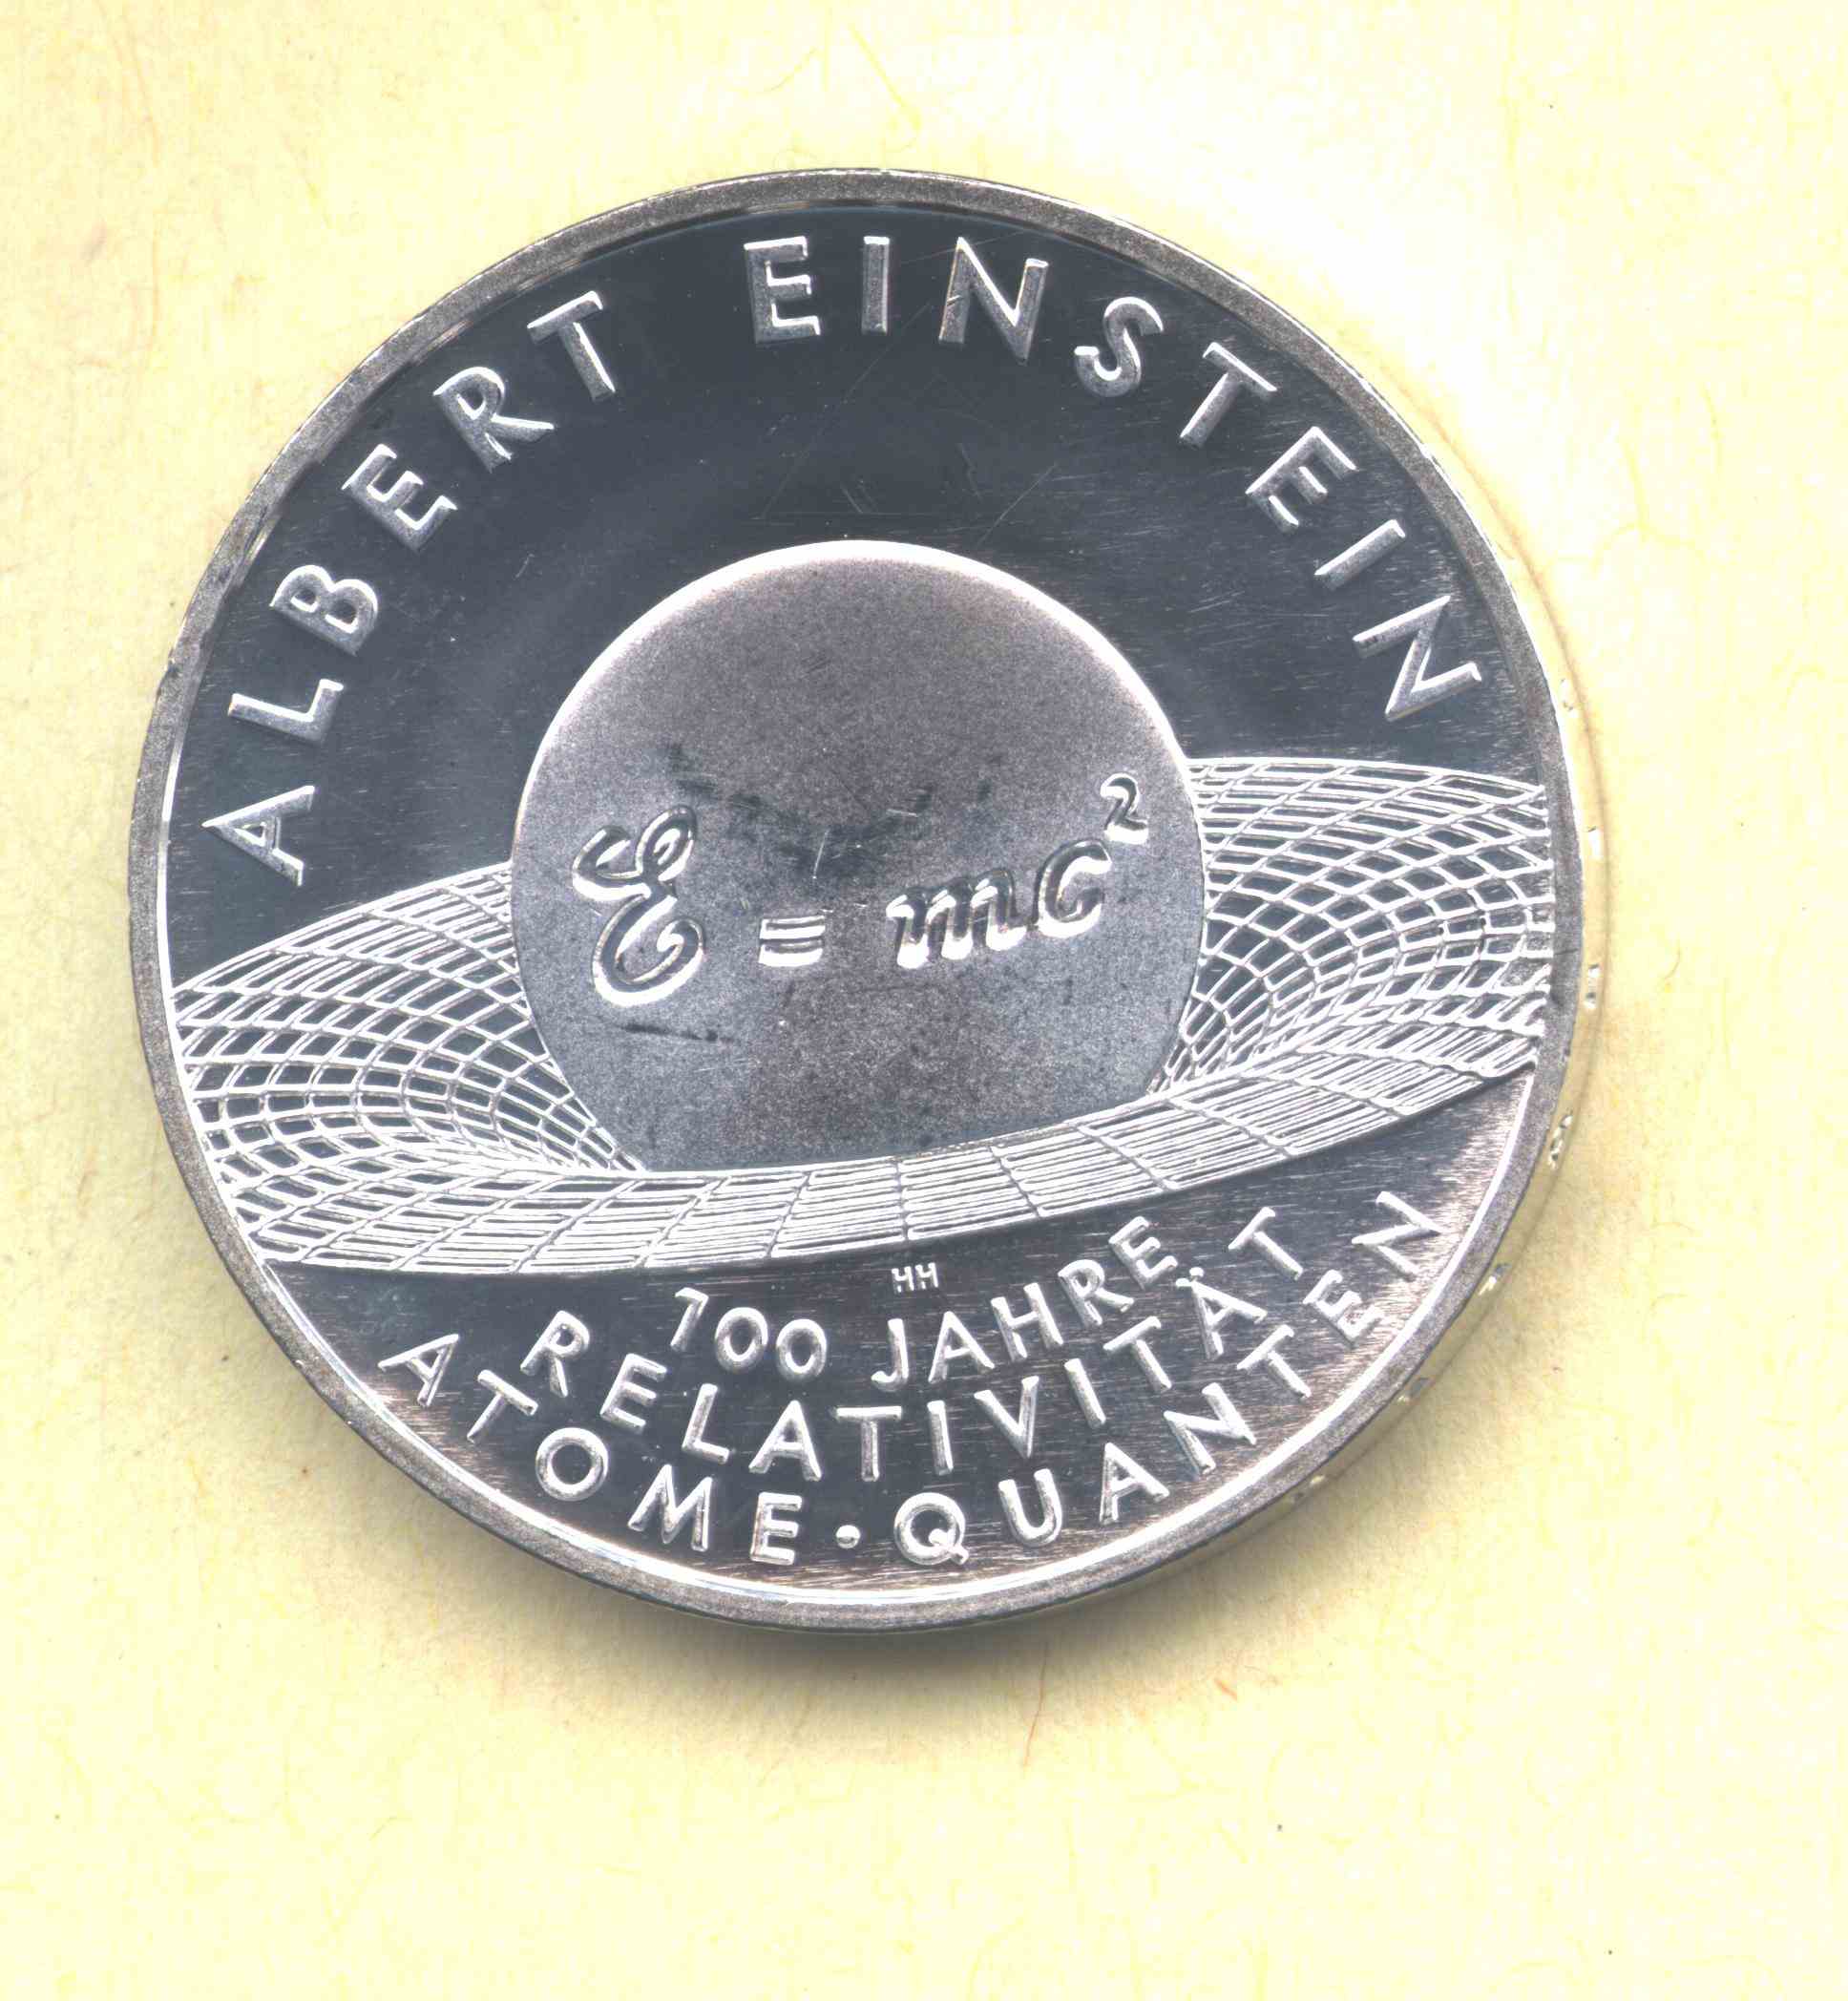 ALBERT EINSTEIN
E = mc²
HH
100 JAHRE
RELATIVITÄT
ATOME · QUANTEN